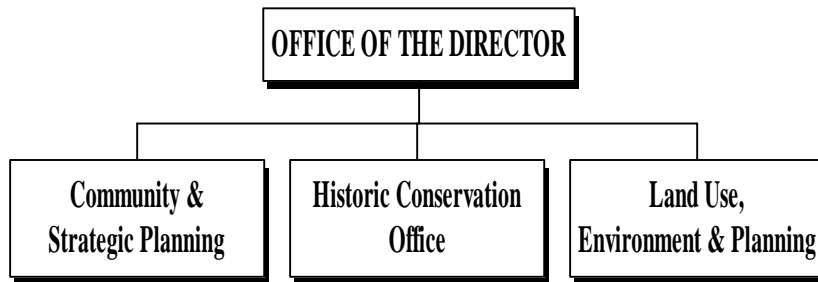 OFFICE OF THE DIRECTOR
Community &
Strategic Planning
Historic Conservation
Office
Land Use,
Environment & Planning